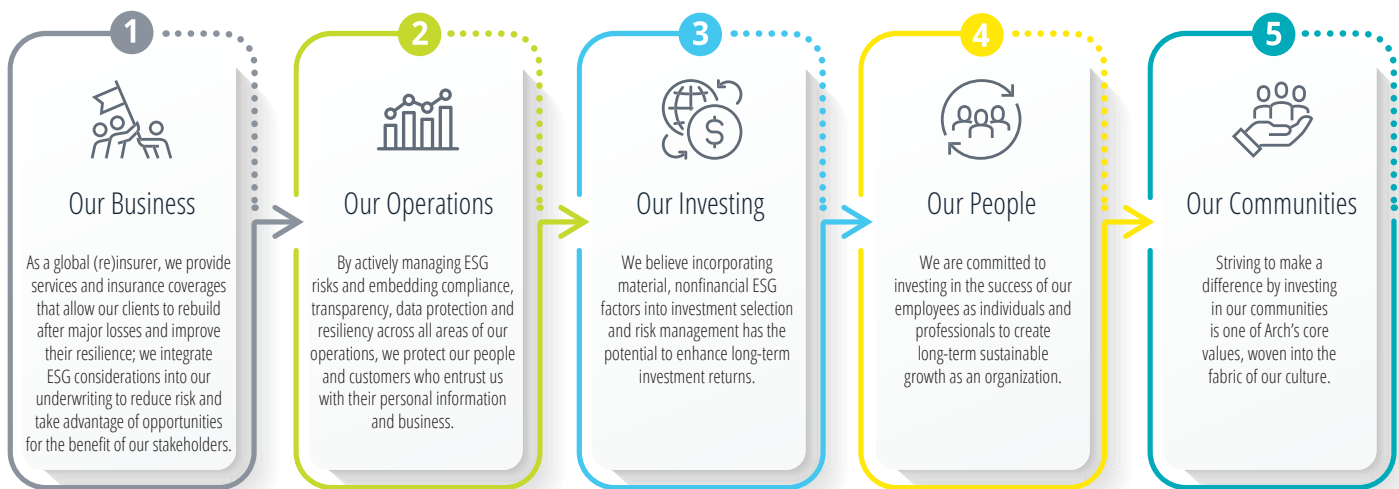 1
Our Business
As a global (re)insurer, we provide
services and insurance coverages
that allow our clients to rebuild
after major losses and improve
their resilience; we integrate
ESG considerations into our
underwriting to reduce risk and
take advantage of opportunities
for the benefit of our stakeholders.
2
Our Operations
By actively managing ESG
risks and embedding compliance,
transparency, data protection and
resiliency across all areas of our
operations, we protect our people
and customers who entrust us
with their personal information
and business.
3
$
Our Investing
We believe incorporating
material, nonfinancial ESG
factors into investment selection
and risk management has the
potential to enhance long-term
investment returns.
4
Our People
We are committed to
investing in the success of our
employees as individuals and
professionals to create
long-term sustainable
growth as an organization.
5
Our Communities
Striving to make a
difference by investing
in our communities
is one of Arch’s core
values, woven into the
fabric of our culture.